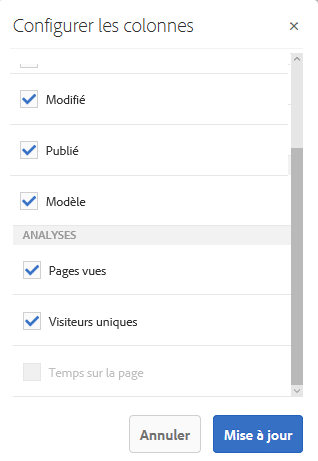 Configurer les colonnes
Modifié
Publié
Modèle
ANALYSES
Pages vues
Visiteurs uniques
Temps sur la page
Annuler
Mise à jour